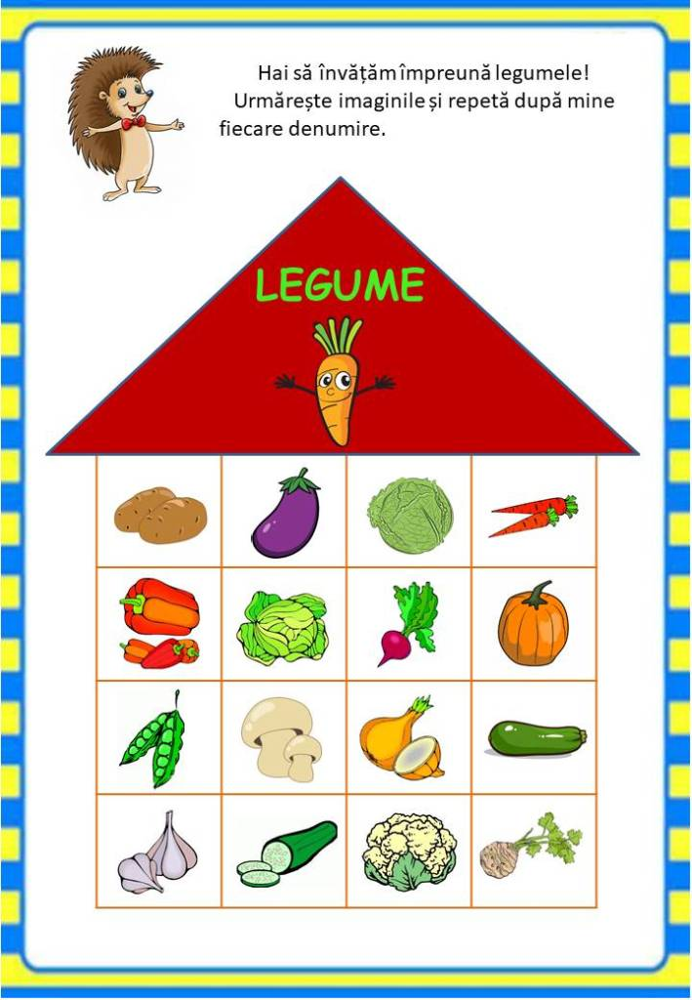 Hai să învățăm împreună legumele!
Urmărește imaginile și repetă după mine
fiecare denumire.
LEGUME